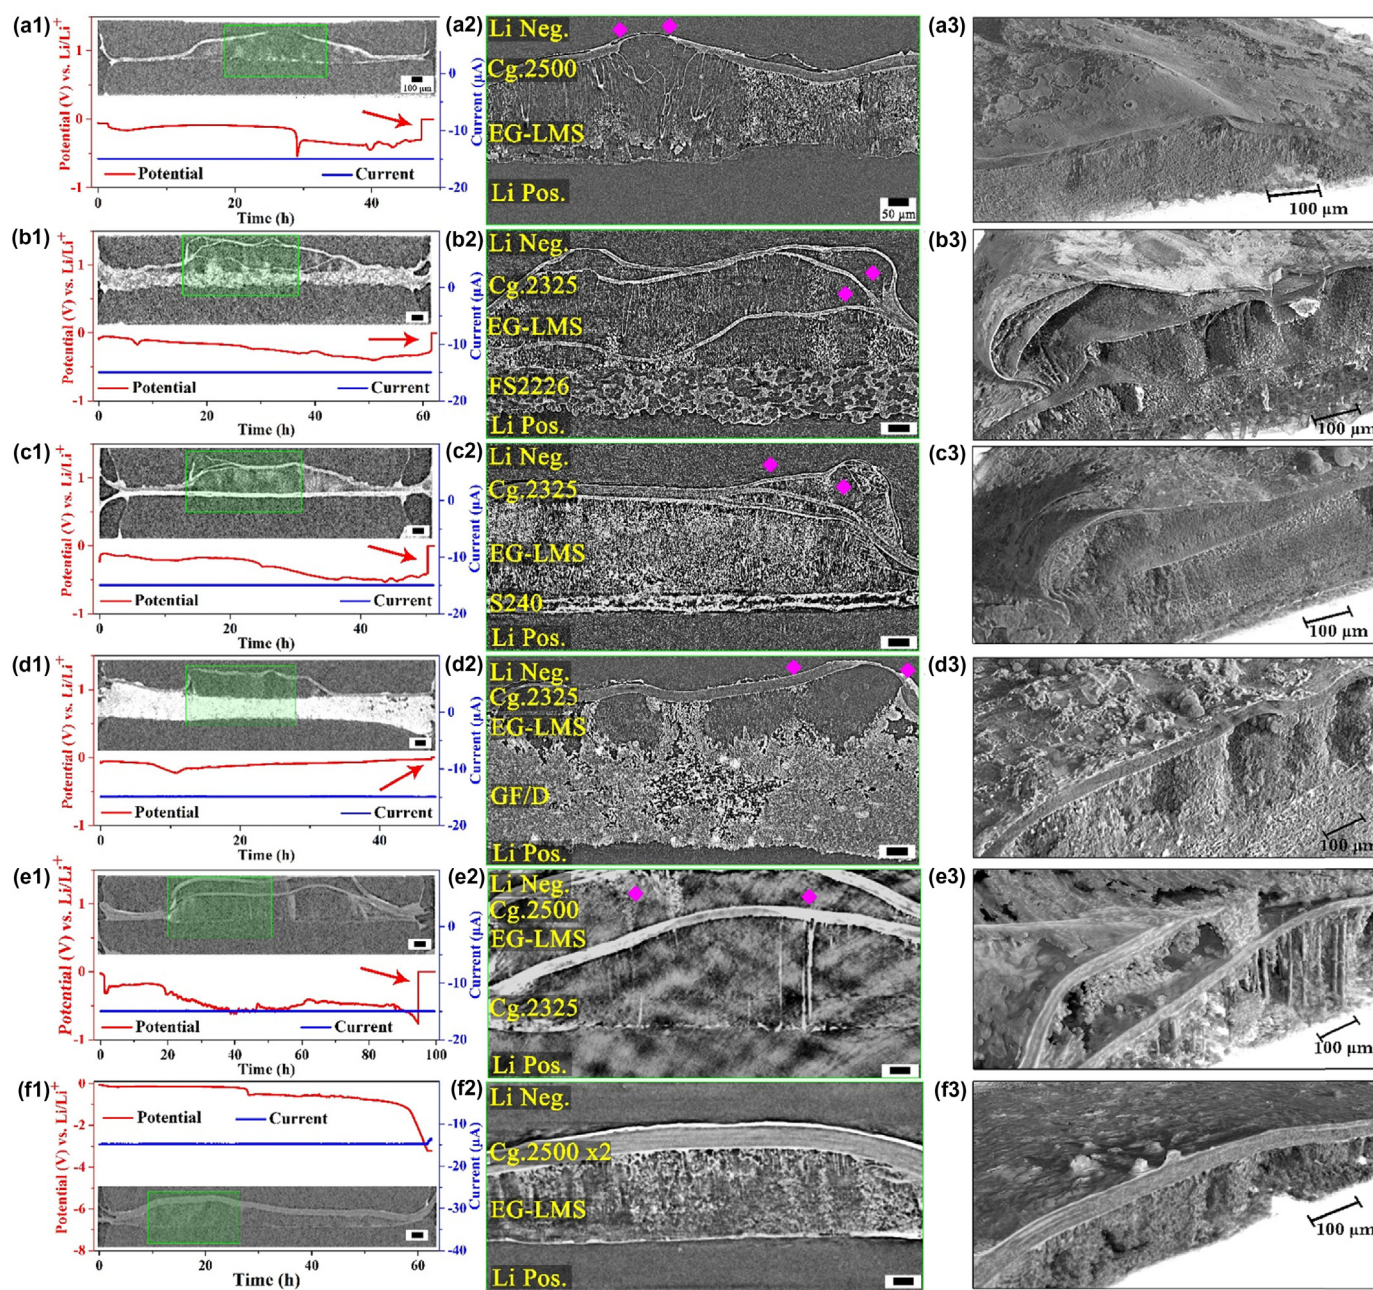 (a1)
Potential (V) vs. Li/Li+
1
0
-1
100 µm
0
-5
-10
-15
-20
Current (µA)
Potential
Current
0
20
40
Time (h)
(a2)
Li Neg.
Cg.2500
EG-LMS
Li Pos.
50 µm
(a3)
100 µm
(b1)
Potential (V) vs. Li/Li+
1
0
-1
0
-5
-10
-15
-20
Current (µA)
Potential
Current
0
20
40
60
Time (h)
(b2)
Li Neg.
Cg.2325
EG-LMS
FS2226
Li Pos.
(b3)
100 µm
(c1)
Potential (V) vs. Li/Li+
1
0
-1
0
-5
-10
-15
-20
Current (µA)
Potential
Current
0
20
40
Time (h)
(c2)
Li Neg.
Cg.2325
EG-LMS
S240
Li Pos.
(c3)
100 µm
(d1)
Potential (V) vs. Li/Li+
1
0
-1
0
-5
-10
-15
-20
Current (µA)
Potential
Current
0
20
40
Time (h)
(d2)
Li Neg.
Cg.2325
EG-LMS
GF/D
Li Pos.
(d3)
100 µm
(e1)
Potential (V) vs. Li/Li+
1
0
-1
0
-5
-10
-15
-20
Current (µA)
Potential
Current
0
20
40
60
80
100
Time (h)
(e2)
Li Neg.
Cg.2500
EG-LMS
Cg.2325
Li Pos.
(e3)
100 µm
(f1)
Potential (V) vs. Li/Li+
0
-2
-4
-6
-8
-10
-20
-30
-40
Current (µA)
Potential
Current
0
20
40
60
Time (h)
(f2)
Li Neg.
Cg.2500 x2
EG-LMS
Li Pos.
(f3)
100 µm